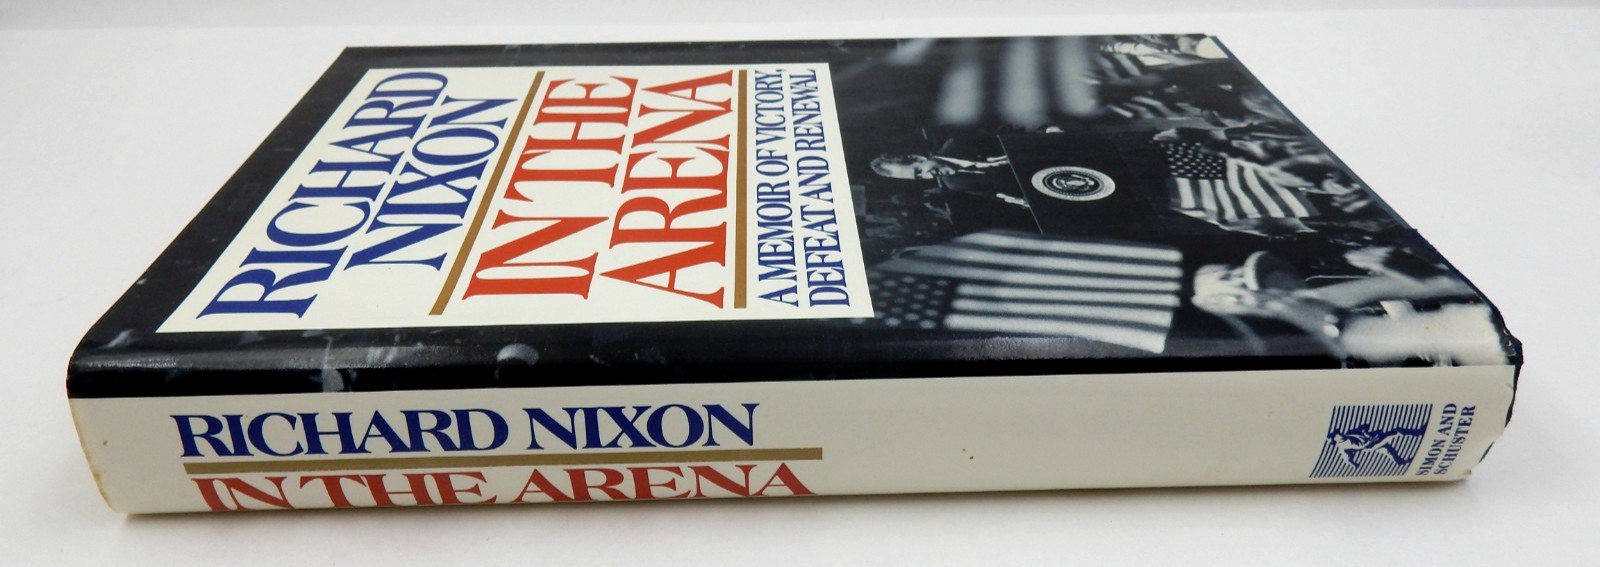 RICHARD
NIXON
IN THE
ARENA
A MEMOIR OF VICTORY,
DEFEAT AND RENEWAL
RICHARD NIXON
IN THE ARENA
SIMON AND
SCHUSTER